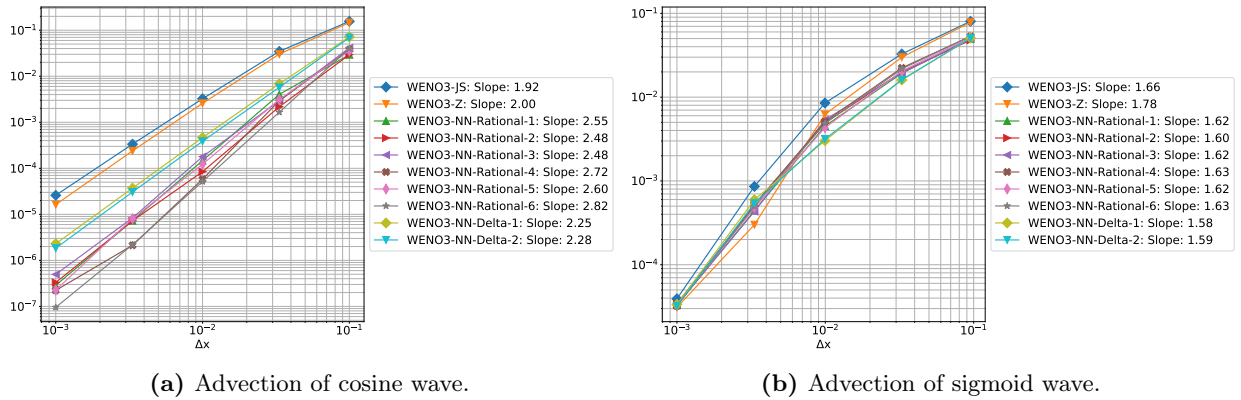 10⁻¹
10⁻²
10⁻³
10⁻⁴
10⁻⁵
10⁻⁶
10⁻⁷
10⁻³ 10⁻² 10⁻¹
Δx
WENO3-JS: Slope: 1.92
WENO3-Z: Slope: 2.00
WENO3-NN-Rational-1: Slope: 2.55
WENO3-NN-Rational-2: Slope: 2.48
WENO3-NN-Rational-3: Slope: 2.48
WENO3-NN-Rational-4: Slope: 2.72
WENO3-NN-Rational-5: Slope: 2.60
WENO3-NN-Rational-6: Slope: 2.82
WENO3-NN-Delta-1: Slope: 2.25
WENO3-NN-Delta-2: Slope: 2.28
(a) Advection of cosine wave.
10⁻¹
10⁻²
10⁻³
10⁻⁴
10⁻³ 10⁻² 10⁻¹
Δx
WENO3-JS: Slope: 1.66
WENO3-Z: Slope: 1.78
WENO3-NN-Rational-1: Slope: 1.62
WENO3-NN-Rational-2: Slope: 1.60
WENO3-NN-Rational-3: Slope: 1.62
WENO3-NN-Rational-4: Slope: 1.63
WENO3-NN-Rational-5: Slope: 1.62
WENO3-NN-Rational-6: Slope: 1.63
WENO3-NN-Delta-1: Slope: 1.58
WENO3-NN-Delta-2: Slope: 1.59
(b) Advection of sigmoid wave.